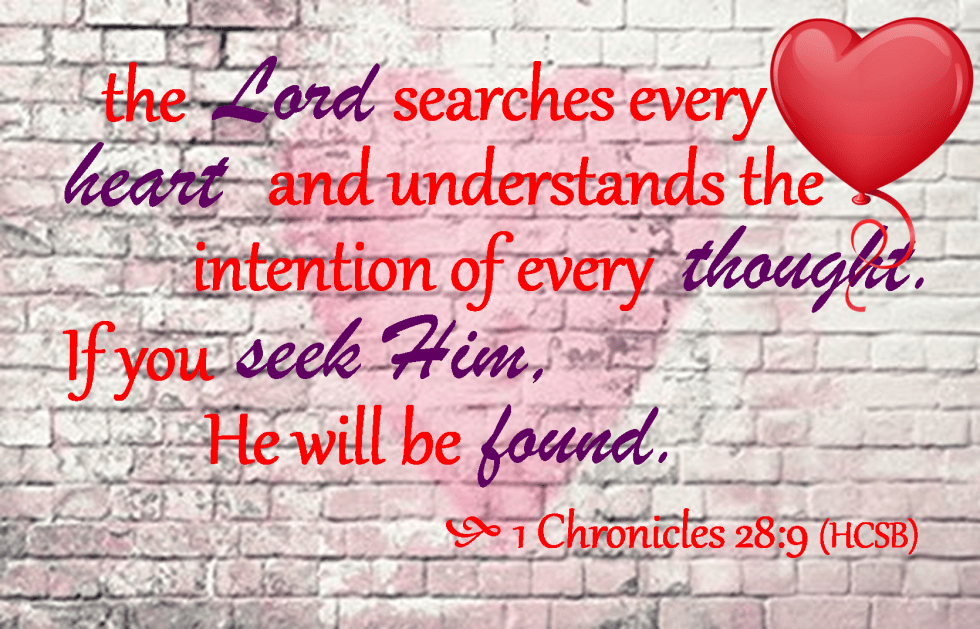 the Lord searches every
heart and understands the
intention of every thought.
If you seek Him,
He will be found.
1 Chronicles 28:9 (HCSB)